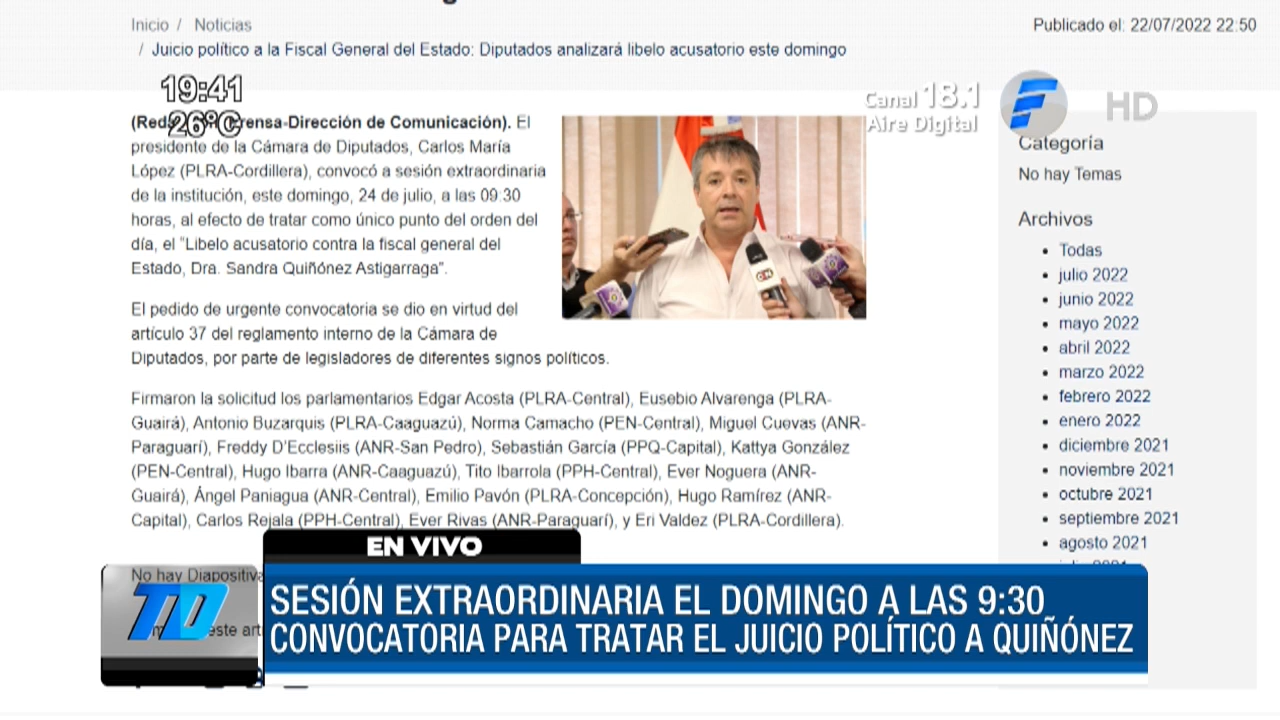 Inicio / Noticias
Publicado el: 22/07/2022 22:50
/ Juicio político a la Fiscal General del Estado: Diputados analizará libelo acusatorio este domingo
19:41
26°C
Canal 18.1
Aire Digital
HD
prensa-Dirección de Comunicación). El
presidente de la Cámara de Diputados, Carlos María
López (PLRA-Cordillera), convocó a sesión extraordinaria
de la institución, este domingo, 24 de julio, a las 09:30
horas, al efecto de tratar como único punto del orden del
día, el "Libelo acusatorio contra la fiscal general del
Estado, Dra. Sandra Quiñónez Astigarraga".
El pedido de urgente convocatoria se dio en virtud del
artículo 37 del reglamento interno de la Cámara de
Diputados, por parte de legisladores de diferentes signos políticos.
Firmaron la solicitud los parlamentarios Edgar Acosta (PLRA-Central), Eusebio Alvarenga (PLRA-
Guairá), Antonio Buzarquis (PLRA-Caaguazú), Norma Camacho (PEN-Central), Miguel Cuevas (ANR-
Paraguarí), Freddy D'Ecclesiis (ANR-San Pedro), Sebastián García (PPQ-Capital), Kattya González
(PEN-Central), Hugo Ibarra (ANR-Caaguazú), Tito Ibarrola (PPH-Central), Ever Noguera (ANR-
Guairá), Ángel Paniagua (ANR-Central), Emilio Pavón (PLRA-Concepción), Hugo Ramírez (ANR-
Capital), Carlos Rejala (PPH-Central), Ever Rivas (ANR-Paraguarí), y Eri Valdez (PLRA-Cordillera).
Categoría
No hay Temas
Archivos
Todas
julio 2022
junio 2022
mayo 2022
abril 2022
marzo 2022
febrero 2022
enero 2022
diciembre 2021
noviembre 2021
octubre 2021
septiembre 2021
agosto 2021
No hay Diapositiva
este art
EN VIVO
TD
SESIÓN EXTRAORDINARIA EL DOMINGO A LAS 9:30
CONVOCATORIA PARA TRATAR EL JUICIO POLÍTICO A QUIÑÓNEZ